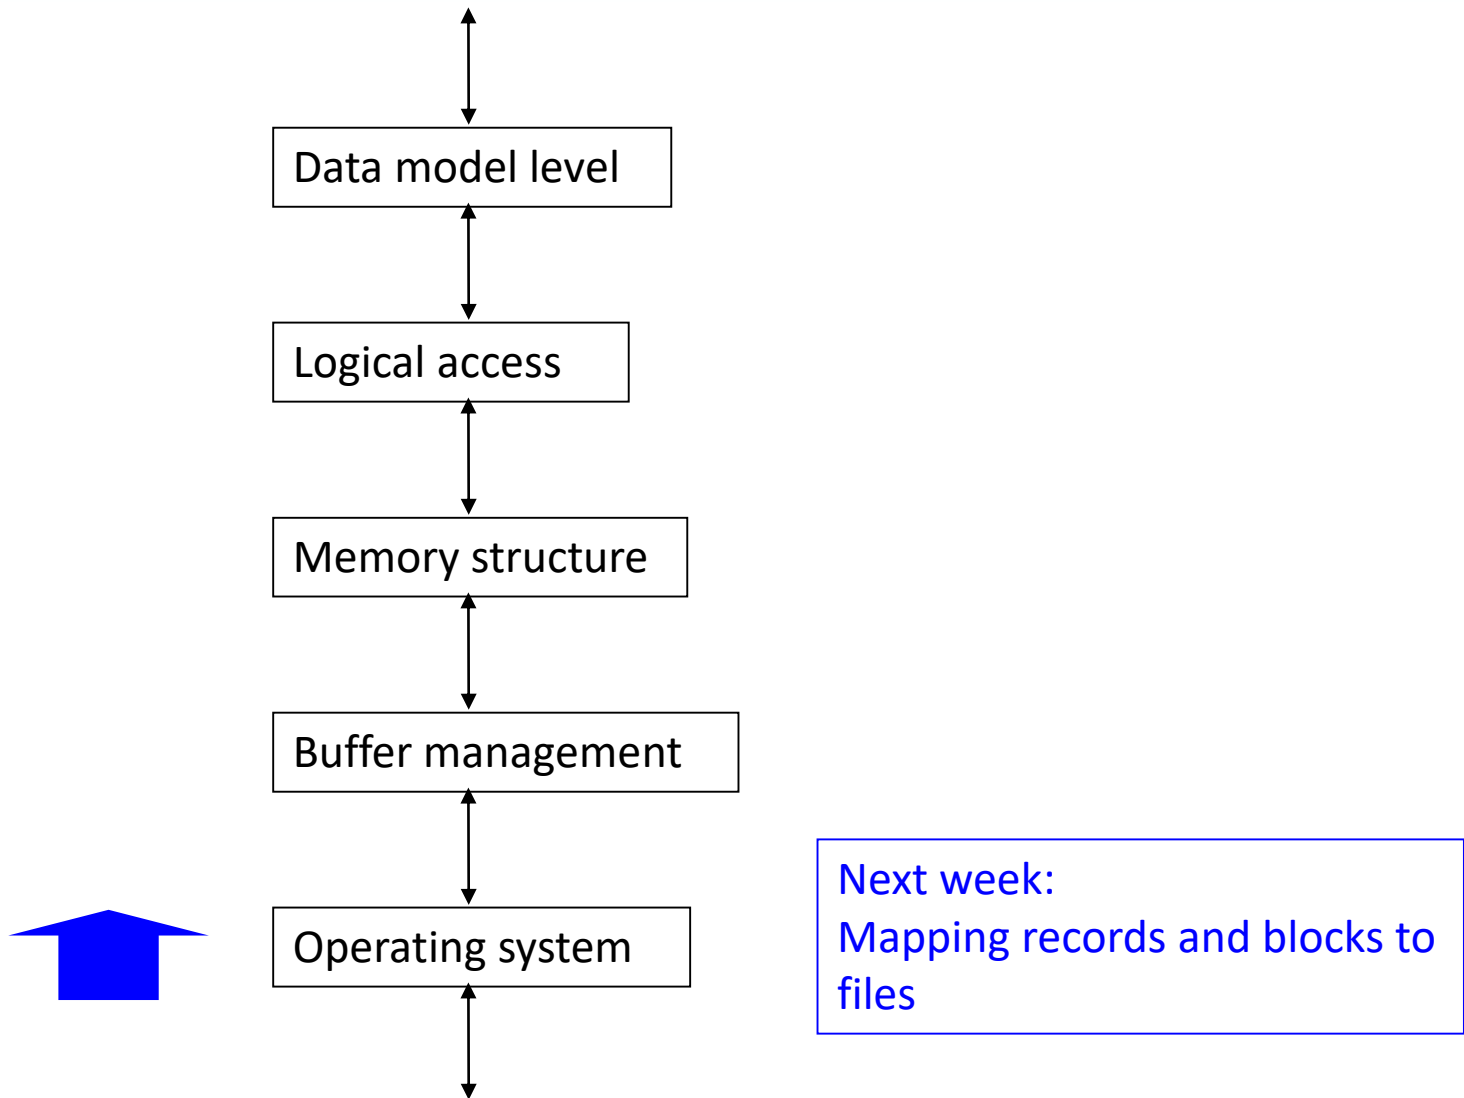 Data model level
Logical access
Memory structure
Buffer management
Operating system
Next week:
Mapping records and blocks to
files